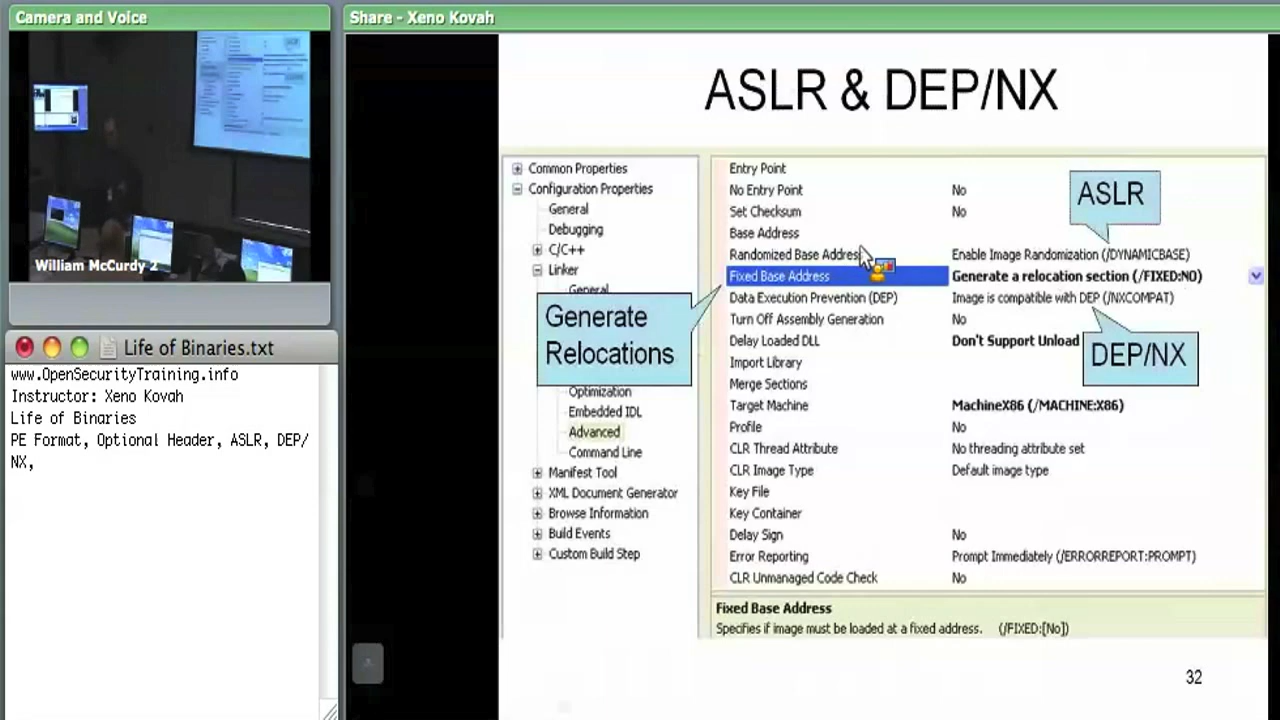 Camera and Voice
William McCurdy 2
Life of Binaries.txt
www.OpenSecurityTraining.info
Instructor: Xeno Kovah
Life of Binaries
PE Format, Optional Header, ASLR, DEP/
NX,
Share - Xeno Kovah
ASLR & DEP/NX
Common Properties
Configuration Properties
General
Debugging
C/C++
Linker
General
Generate
Relocations
Optimization
Embedded IDL
Advanced
Command Line
Manifest Tool
XML Document Generator
Browse Information
Build Events
Custom Build Step
Entry Point
No Entry Point No
Set Checksum No
Base Address
Randomized Base Address Enable Image Randomization (/DYNAMICBASE)
Fixed Base Address Generate a relocation section (/FIXED:NO)
Data Execution Prevention (DEP) Image is compatible with DEP (/NXCOMPAT)
Turn Off Assembly Generation No
Delay Loaded DLL Don't Support Unload
Import Library
Merge Sections
Target Machine MachineX86 (/MACHINE:X86)
Profile No
CLR Thread Attribute No threading attribute set
CLR Image Type Default image type
Key File
Key Container
Delay Sign No
Error Reporting Prompt Immediately (/ERRORREPORT:PROMPT)
CLR Unmanaged Code Check No
ASLR
DEP/NX
Fixed Base Address
Specifies if image must be loaded at a fixed address. (/FIXED:[No])
32